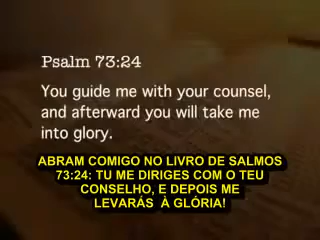 Psalm 73:24
You guide me with your counsel,
and afterward you will take me
into glory.
ABRAM COMIGO NO LIVRO DE SALMOS
73:24: TU ME DIRIGES COM O TEU
CONSELHO, E DEPOIS ME
LEVARÁS À GLÓRIA!